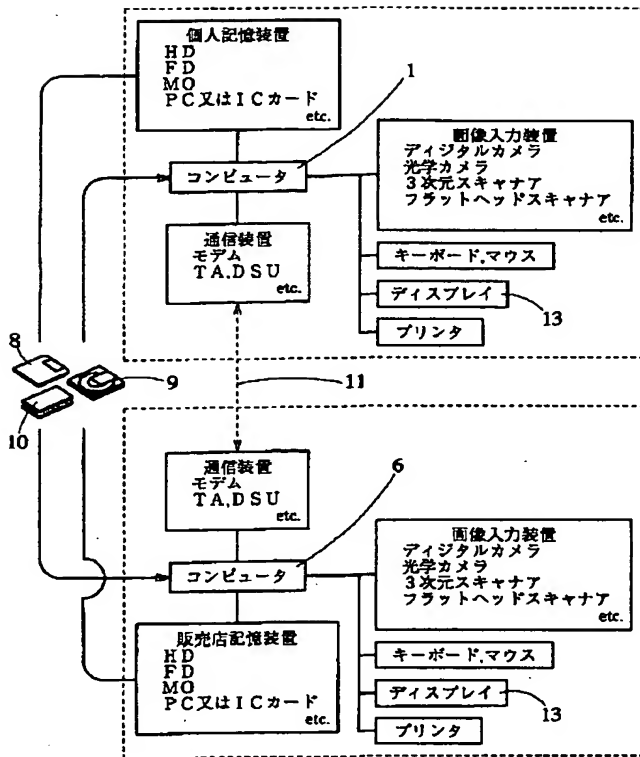 個人記憶装置
HD
FD
MO
PC又はICカード
etc.
1
コンピュータ
画像入力装置
ディジタルカメラ
光学カメラ
3次元スキャナア
フラットヘッドスキャナア
etc.
通信装置
モデム
TA,DSU
etc.
キーボード,マウス
ディスプレイ
13
プリンタ
8
9
10
11
通信装置
モデム
TA,DSU
etc.
6
コンピュータ
画像入力装置
ディジタルカメラ
光学カメラ
3次元スキャナア
フラットヘッドスキャナア
etc.
販売店記憶装置
HD
FD
MO
PC又はICカード
etc.
キーボード,マウス
ディスプレイ
13
プリンタ